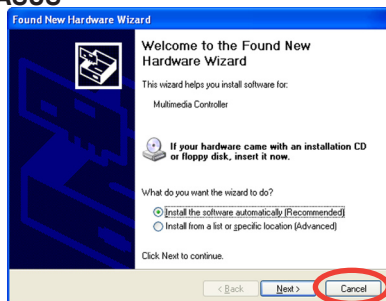 Found New Hardware Wizard
Welcome to the Found New
Hardware Wizard
This wizard helps you install software for:
Multimedia Controller
If your hardware came with an installation CD
or floppy disk, insert it now.
What do you want the wizard to do?
Install the software automatically (Recommended)
Install from a list or specific location (Advanced)
Click Next to continue.
< Back Next > Cancel